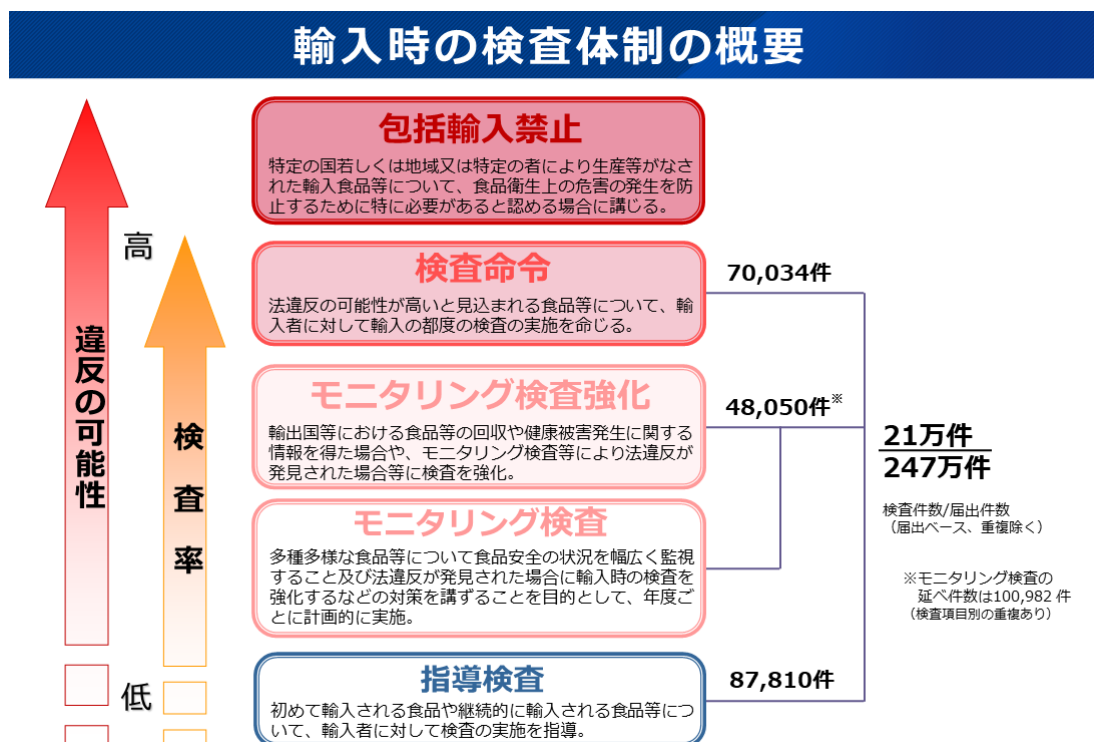 輸入時の検査体制の概要
包括輸入禁止
特定の国若しくは地域又は特定の者により生産等がなさ
れた輸入食品等について、食品衛生上の危害の発生を防
止するために特に必要があると認める場合に講じる。
高
検査命令
70,034件
法違反の可能性が高いと見込まれる食品等について、輸
入者に対して輸入の都度の検査の実施を命じる。
違反の可能性
検査率
モニタリング検査強化
48,050件※
輸出国等における食品等の回収や健康被害発生に関する
情報を得た場合や、モニタリング検査等により法違反が
発見された場合等に検査を強化。
21万件
247万件
検査件数/届出件数
（届出ベース、重複除く）
モニタリング検査
多種多様な食品等について食品安全の状況を幅広く監視
すること及び法違反が発見された場合に輸入時の検査を
強化するなどの対策を講ずることを目的として、年度ご
とに計画的に実施。
※モニタリング検査の
延べ件数は100,982 件
（検査項目別の重複あり）
低
指導検査
87,810件
初めて輸入される食品や継続的に輸入される食品等につ
いて、輸入者に対して検査の実施を指導。